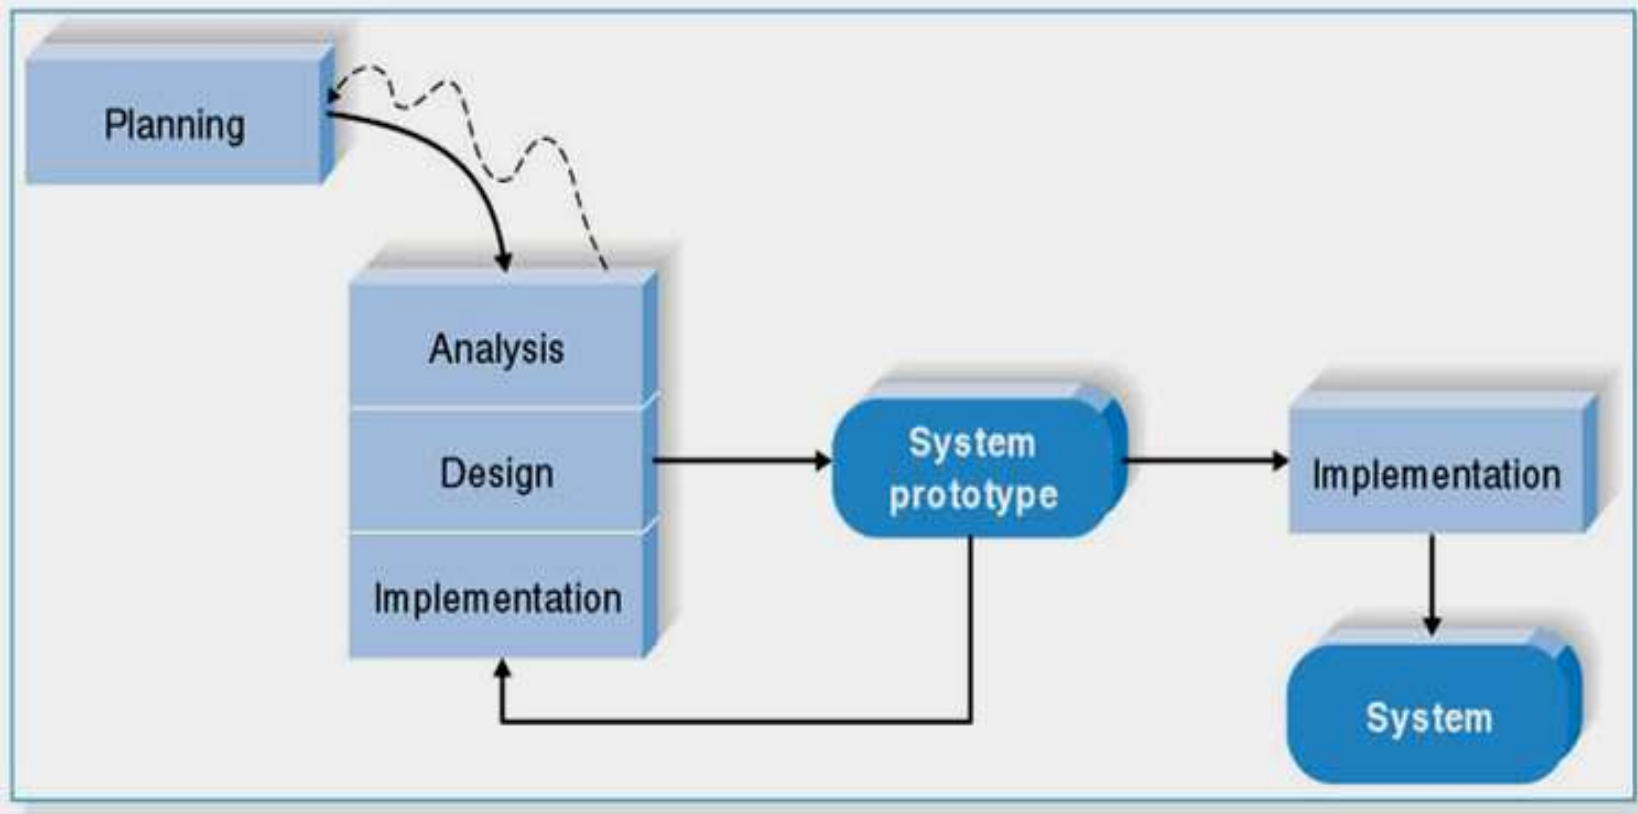 Planning
Analysis
Design
Implementation
System
prototype
Implementation
System